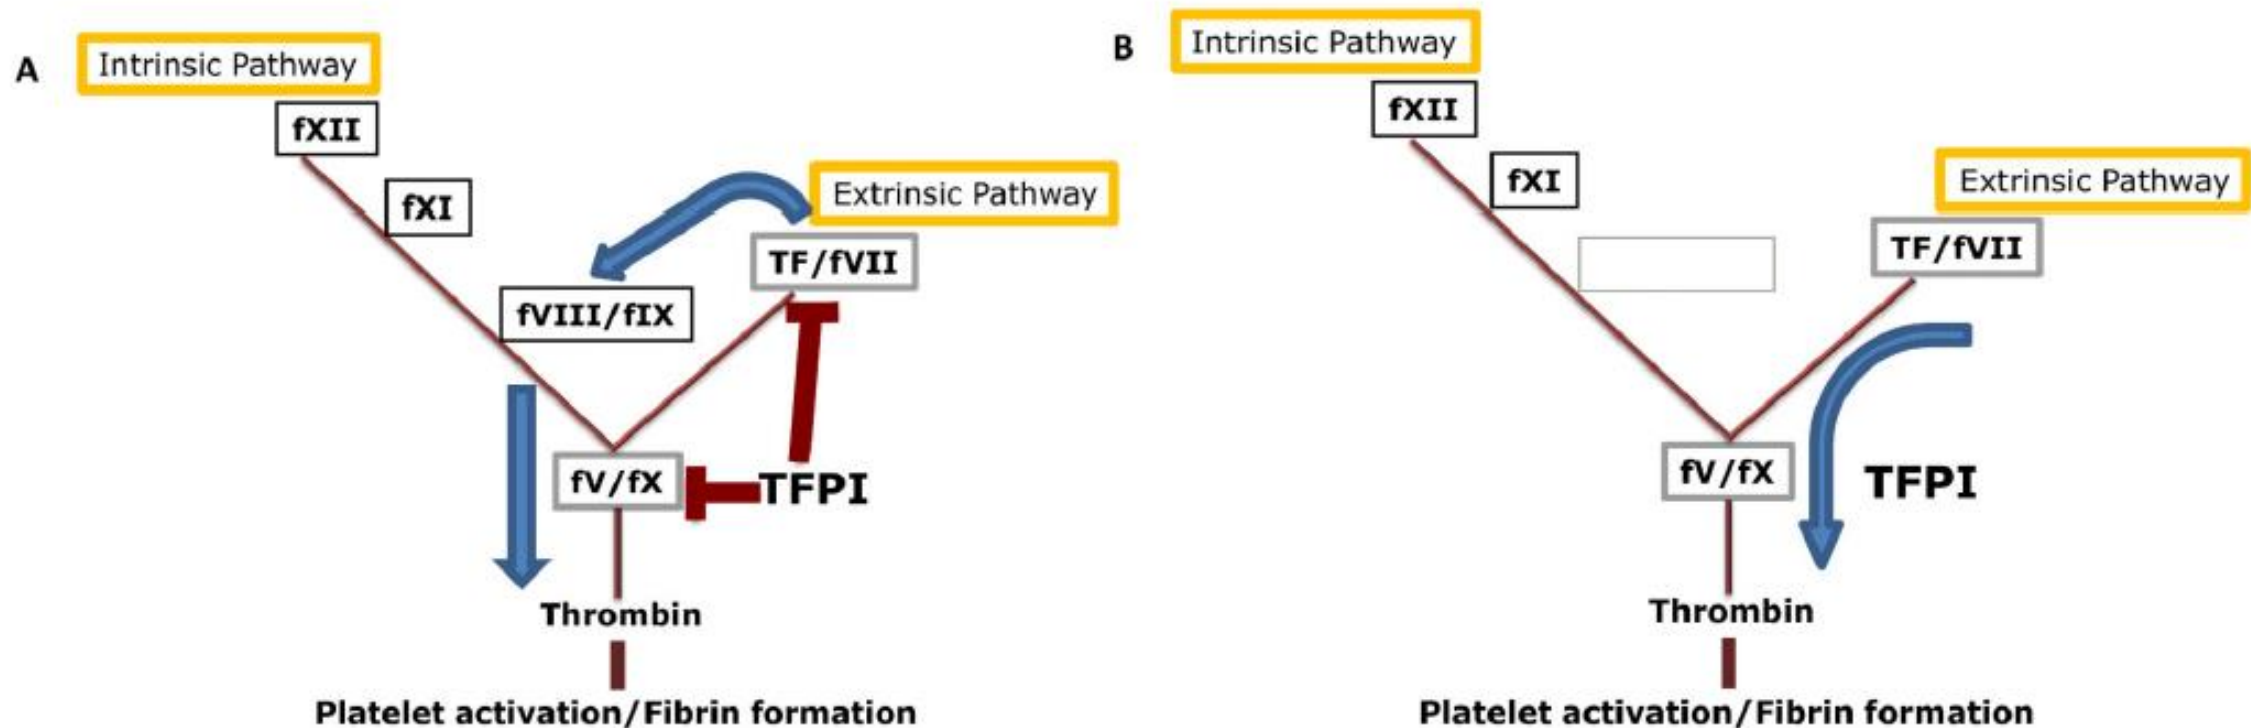 A
Intrinsic Pathway
fXII
fXI
Extrinsic Pathway
TF/fVII
fVIII/fIX
fV/fX
TFPI
Thrombin
Platelet activation/Fibrin formation
B
Intrinsic Pathway
fXII
fXI
Extrinsic Pathway
TF/fVII
fV/fX
TFPI
Thrombin
Platelet activation/Fibrin formation